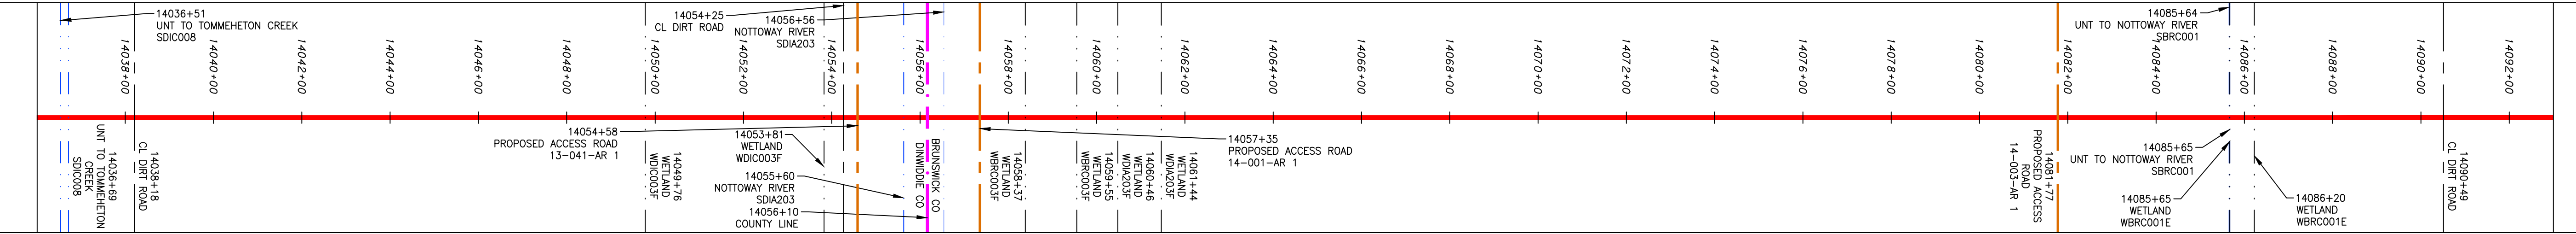 14036+51
UNT TO TOMMEHETON CREEK
SDIC008
14054+25
CL DIRT ROAD
14056+56
NOTTOWAY RIVER
SDIA203
14085+64
UNT TO NOTTOWAY RIVER
SBRC001
14038+00
14040+00
14042+00
14044+00
14046+00
14048+00
14050+00
14052+00
14054+00
14056+00
14058+00
14060+00
14062+00
14064+00
14066+00
14068+00
14070+00
14072+00
14074+00
14076+00
14078+00
14080+00
14082+00
14084+00
14086+00
14088+00
14090+00
14092+00
14036+69
UNT TO TOMMEHETON
CREEK
SDIC008
14038+18
CL DIRT ROAD
14054+58
PROPOSED ACCESS ROAD
13-041-AR 1
14049+76
WETLAND
WDIC003F
14053+81
WETLAND
WDIC003F
14055+60
NOTTOWAY RIVER
SDIA203
14056+10
COUNTY LINE
BRUNSWICK CO
DINWIDDIE CO
14058+37
WETLAND
WBRC003F
14059+55
WETLAND
WBRC003F
14060+46
WETLAND
WDIA203F
14061+44
WETLAND
WDIA203F
14057+35
PROPOSED ACCESS ROAD
14-001-AR 1
14081+77
PROPOSED ACCESS
ROAD
14-003-AR 1
14085+65
UNT TO NOTTOWAY RIVER
SBRC001
14085+65
WETLAND
WBRC001E
14086+20
WETLAND
WBRC001E
14090+49
CL DIRT ROAD